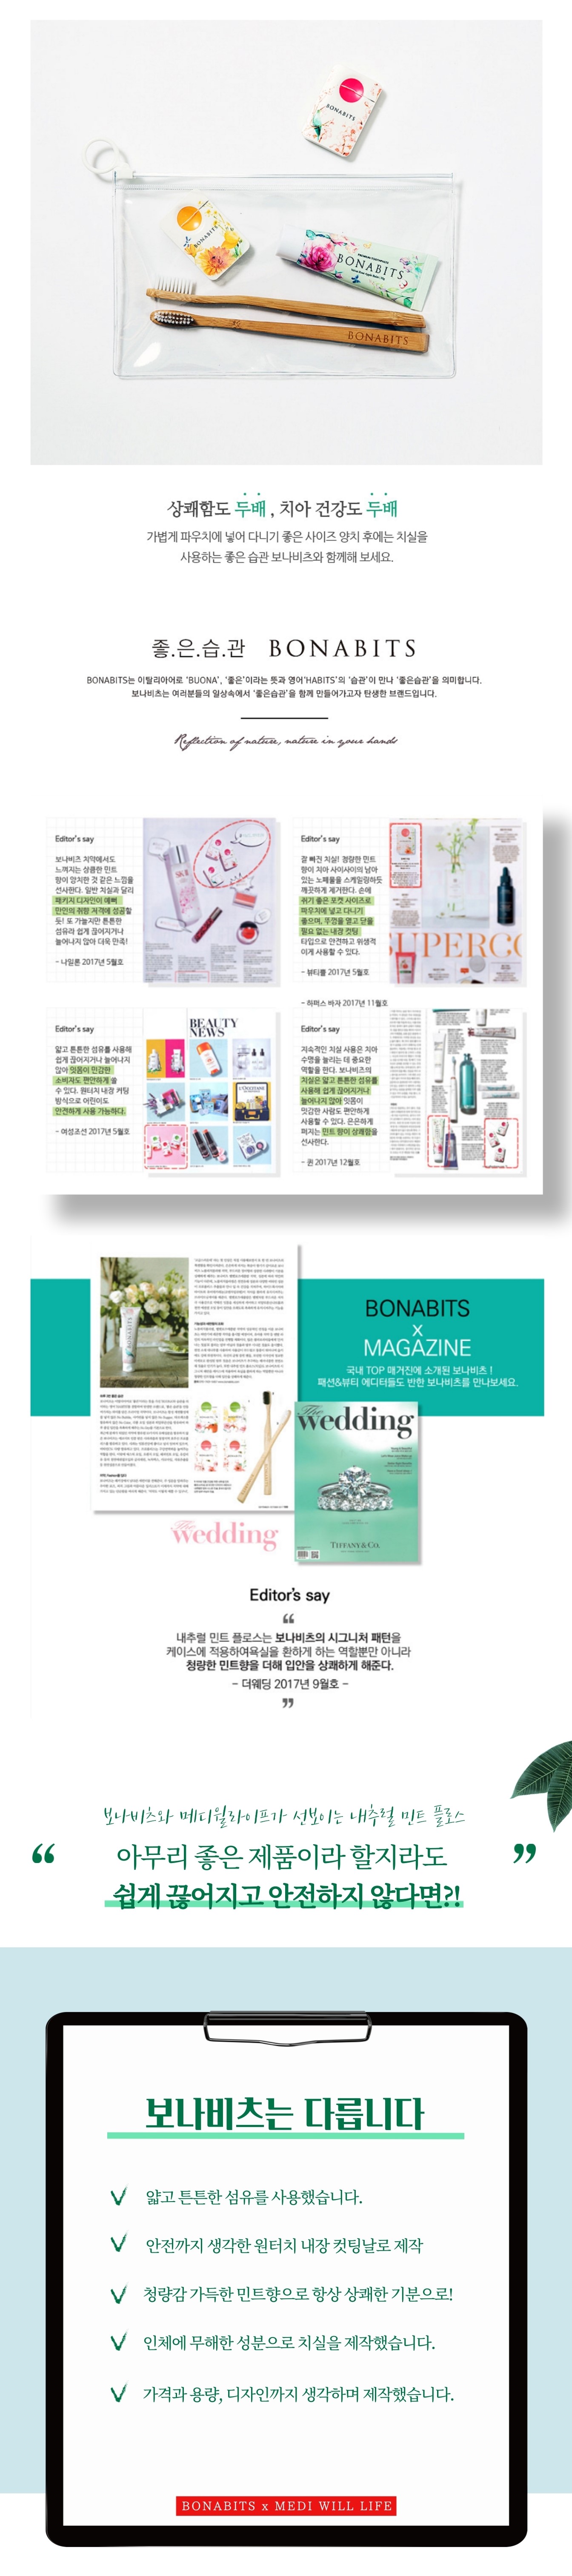 BONABITS
BONABITS
BONABITS
BONABITS
상쾌함도 두배, 치아 건강도 두배
가볍게 파우치에 넣어 다니기 좋은 사이즈 양치 후에는 치실을
사용하는 좋은 습관 보나비츠와 함께해 보세요.
좋.은.습.관 BONABITS
BONABITS는 이탈리아어로 'BUONA', '좋은'이라는 뜻과 영어'HABITS'의 '습관'이 만나 '좋은습관'을 의미합니다.
보나비츠는 여러분들의 일상속에서 '좋은습관'을 함께 만들어가고자 탄생한 브랜드입니다.
Reflection of nature, nature in your hands
Editor's say
보나비츠 치약에서도
느껴지는 상큼한 민트
향이 양치한 것 같은 느낌을
선사한다. 일반 치실과 달리
패키지 디자인이 예뻐
만인의 취향 저격에 성공할
듯! 또 가늘지만 튼튼한
섬유라 쉽게 끊어지거나
늘어나지 않아 더욱 만족!
- 나일론 2017년 5월호
Editor's say
잘 빠진 치실! 청량한 민트
향이 치아 사이사이의 남아
있는 노폐물을 스케일링하듯
깨끗하게 제거한다. 손에
쥐기 좋은 포켓 사이즈로
파우치에 넣고 다니기
좋으며, 뚜껑을 열고 닫을
필요 없는 내장 컷팅
타입으로 안전하고 위생적
이게 사용할 수 있다.
- 뷰티쁠 2017년 5월호
SUPERCO
- 하퍼스 바자 2017년 11월호
Editor's say
얇고 튼튼한 섬유를 사용해
쉽게 끊어지거나 늘어나지
않아 잇몸이 민감한
소비자도 편안하게 쓸
수 있다. 원터치 내장 커팅
방식으로 어린이도
안전하게 사용 가능하다.
- 여성조선 2017년 5월호
BEAUTY
NEWS
Editor's say
지속적인 치실 사용은 치아
수명을 늘리는 데 중요한
역할을 한다. 보나비츠의
치실은 얇고 튼튼한 섬유를
사용해 쉽게 끊어지거나
늘어나지 않아 잇몸이
민감한 사람도 편안하게
사용할 수 있다. 은은하게
퍼지는 민트 향이 상쾌함을
선사한다.
- 퀸 2017년 12월호
BONABITS
x
MAGAZINE
국내 TOP 매거진에 소개된 보나비츠 !
패션&뷰티 에디터들도 반한 보나비츠를 만나보세요.
The wedding
TIFFANY & CO.
The wedding
Editor's say
“
내추럴 민트 플로스는 보나비츠의 시그니처 패턴을
케이스에 적용하여욕실을 환하게 하는 역할뿐만 아니라
청량한 민트향을 더해 입안을 상쾌하게 해준다.
- 더웨딩 2017년 9월호 -
”
보나비츠와 메디윌라이프가 선보이는 내추럴 민트 플로스
“ 아무리 좋은 제품이라 할지라도 ”
쉽게 끊어지고 안전하지 않다면?!
보나비츠는 다릅니다
얇고 튼튼한 섬유를 사용했습니다.
안전까지 생각한 원터치 내장 컷팅날로 제작
청량감 가득한 민트향으로 항상 상쾌한 기분으로!
인체에 무해한 성분으로 치실을 제작했습니다.
가격과 용량, 디자인까지 생각하며 제작했습니다.
BONABITS x MEDI WILL LIFE